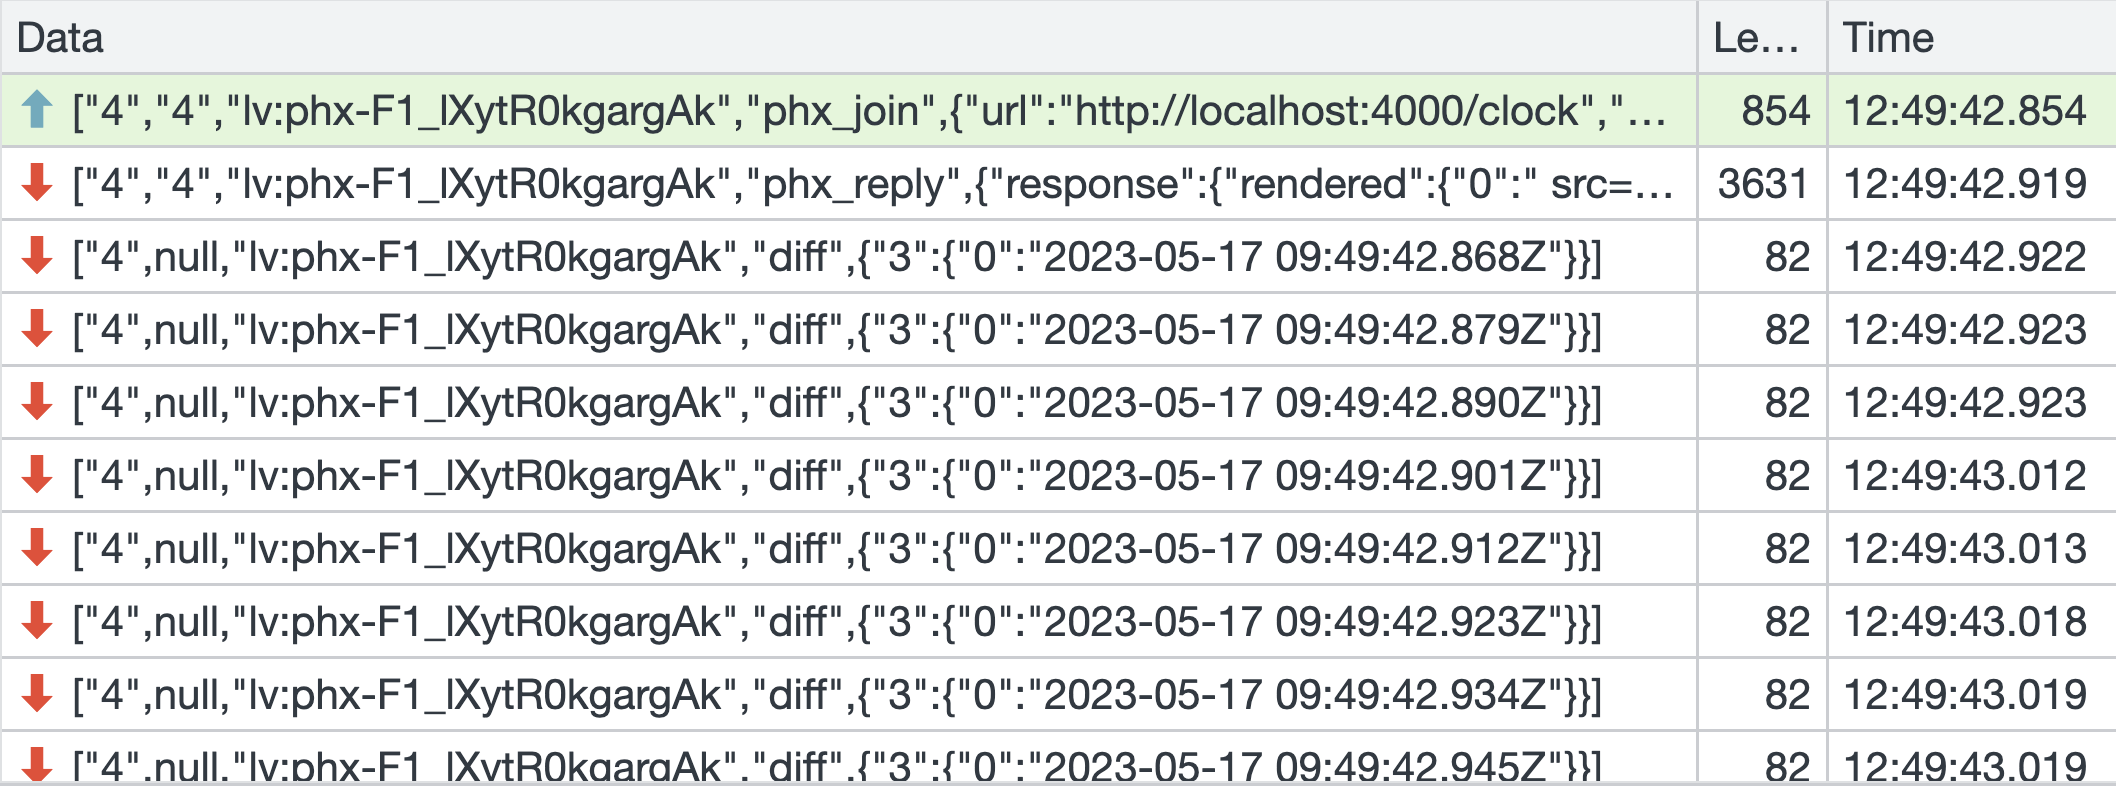 Data Le… Time
["4","4","lv:phx-F1_lXytR0kgargAk","phx_join",{"url":"http://localhost:4000/clock","… 854 12:49:42.854
["4","4","lv:phx-F1_lXytR0kgargAk","phx_reply",{"response":{"rendered":{"0":" src=… 3631 12:49:42.919
["4",null,"lv:phx-F1_lXytR0kgargAk","diff",{"3":{"0":"2023-05-17 09:49:42.868Z"}}] 82 12:49:42.922
["4",null,"lv:phx-F1_lXytR0kgargAk","diff",{"3":{"0":"2023-05-17 09:49:42.879Z"}}] 82 12:49:42.923
["4",null,"lv:phx-F1_lXytR0kgargAk","diff",{"3":{"0":"2023-05-17 09:49:42.890Z"}}] 82 12:49:42.923
["4",null,"lv:phx-F1_lXytR0kgargAk","diff",{"3":{"0":"2023-05-17 09:49:42.901Z"}}] 82 12:49:43.012
["4",null,"lv:phx-F1_lXytR0kgargAk","diff",{"3":{"0":"2023-05-17 09:49:42.912Z"}}] 82 12:49:43.013
["4",null,"lv:phx-F1_lXytR0kgargAk","diff",{"3":{"0":"2023-05-17 09:49:42.923Z"}}] 82 12:49:43.018
["4",null,"lv:phx-F1_lXytR0kgargAk","diff",{"3":{"0":"2023-05-17 09:49:42.934Z"}}] 82 12:49:43.019
["4",null,"lv:phx-F1_lXytR0kgargAk","diff",{"3":{"0":"2023-05-17 09:49:42.945Z"}}] 82 12:49:43.019